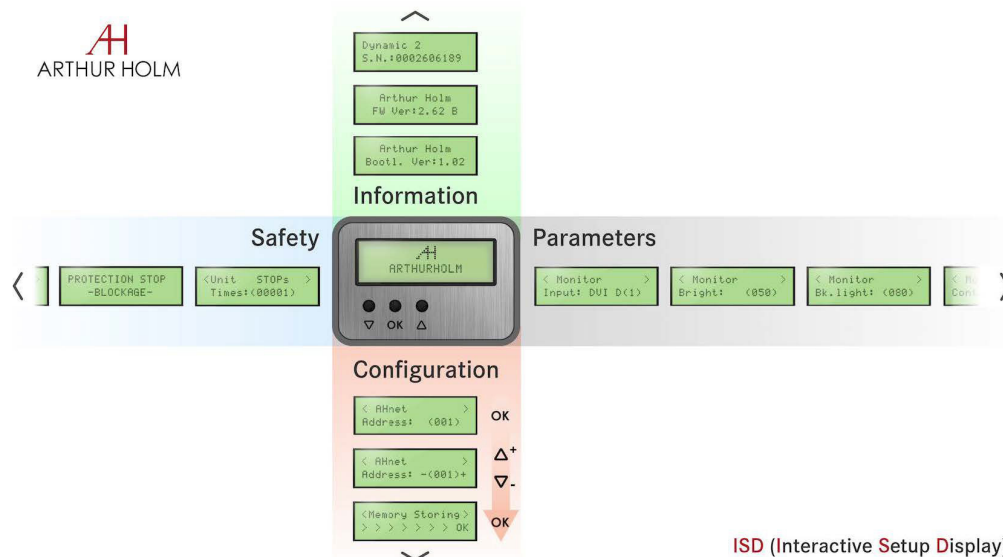 AH
ARTHUR HOLM
Dynamic 2
S.N.:0002606189
Arthur Holm
FW Ver:2.62 B
Arthur Holm
Bootl. Ver:1.02
Information
Safety
Parameters
PROTECTION STOP
-BLOCKAGE-
<Unit STOPs >
Times:(00001)
AH
ARTHURHOLM
▽ OK △
< Monitor >
Input: DVI D(1)
< Monitor >
Bright: (050)
< Monitor >
Bk.light: (080)
Configuration
< AHnet >
Address: (001)
OK
< AHnet >
Address: -(001)+
△+
▽-
<Memory Storing>
> > > > > > > OK
OK
ISD (Interactive Setup Display